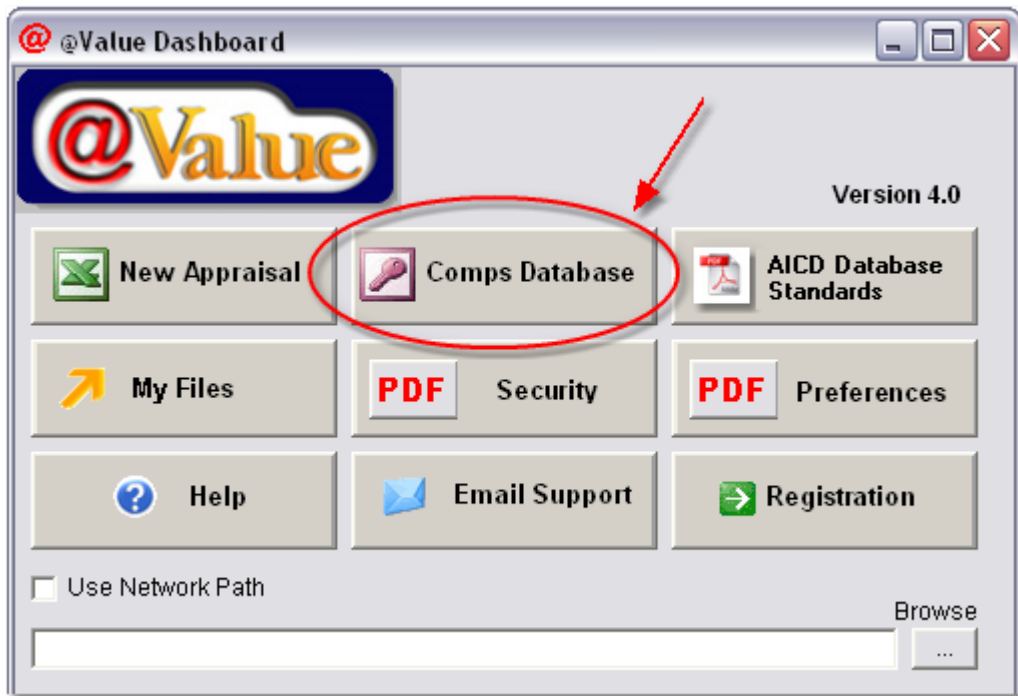 @Value Dashboard
@Value
Version 4.0
New Appraisal
Comps Database
AICD Database
Standards
My Files
PDF Security
PDF Preferences
Help
Email Support
Registration
Use Network Path
Browse
...